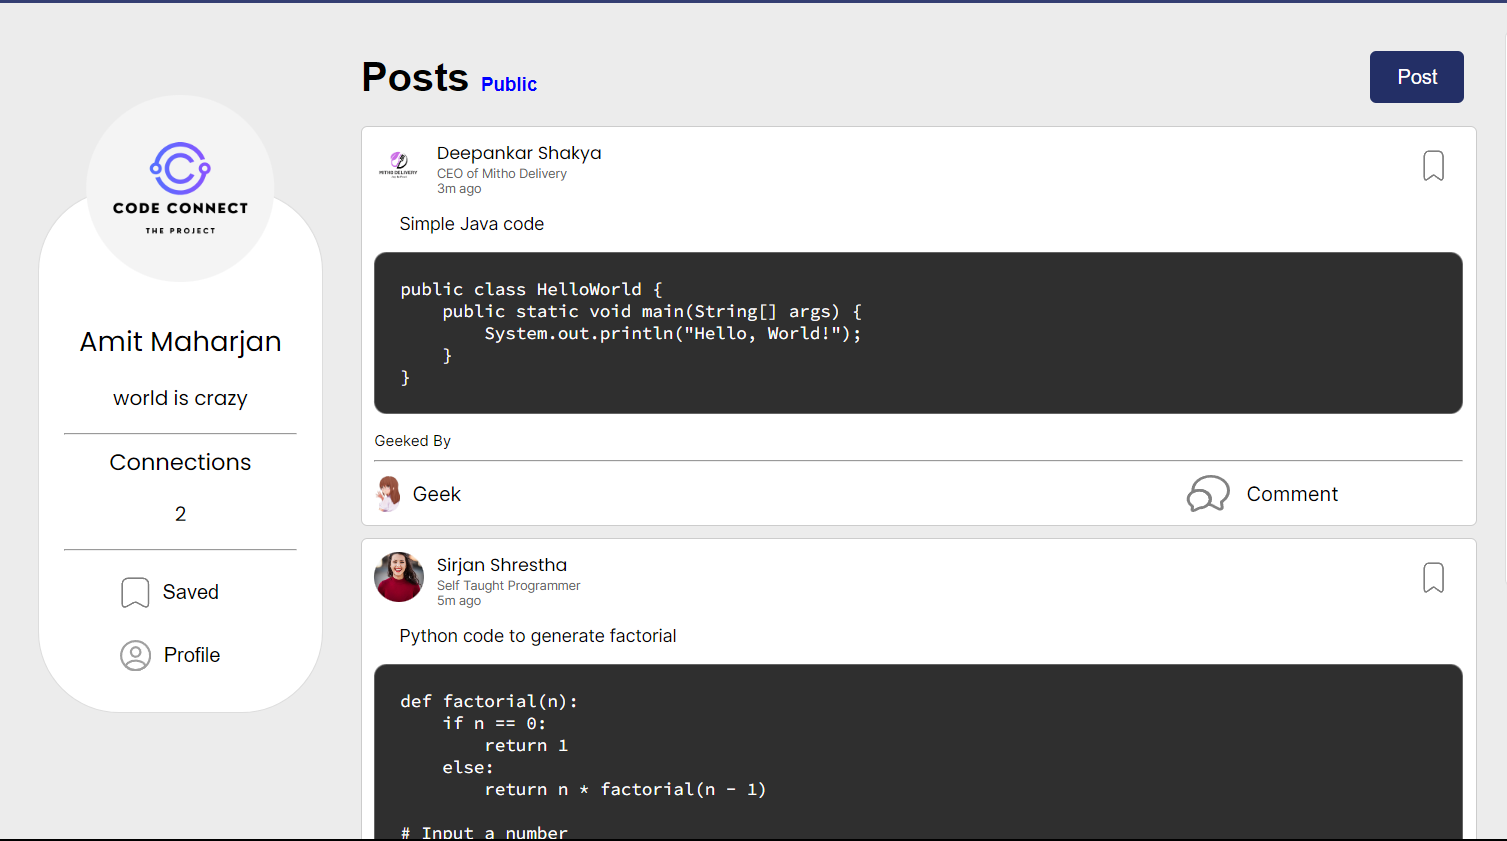 Posts Public
Post
CODE CONNECT
THE PROJECT
Amit Maharjan
world is crazy
Connections
2
Saved
Profile
MITHO DELIVERY
Deepankar Shakya
CEO of Mitho Delivery
3m ago
Simple Java code
public class HelloWorld {
    public static void main(String[] args) {
        System.out.println("Hello, World!");
    }
}
Geeked By
Geek
Comment
Sirjan Shrestha
Self Taught Programmer
5m ago
Python code to generate factorial
def factorial(n):
    if n == 0:
        return 1
    else:
        return n * factorial(n - 1)
# Input a number